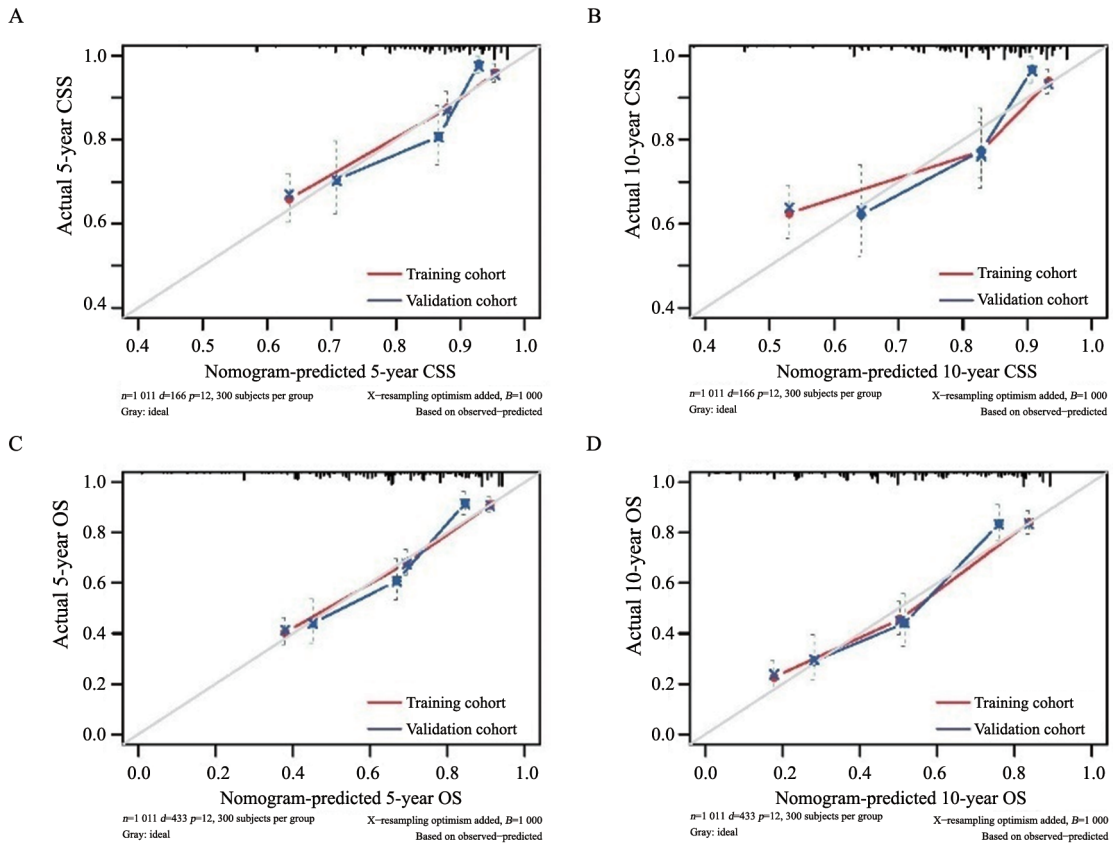 A
Actual 5-year CSS
1.0
0.8
0.6
0.4
Training cohort
Validation cohort
0.4 0.5 0.6 0.7 0.8 0.9 1.0
Nomogram-predicted 5-year CSS
n=1 011 d=166 p=12, 300 subjects per group
Gray: ideal
X−resampling optimism added, B=1 000
Based on observed−predicted
B
Actual 10-year CSS
1.0
0.8
0.6
0.4
Training cohort
Validation cohort
0.4 0.5 0.6 0.7 0.8 0.9 1.0
Nomogram-predicted 10-year CSS
n=1 011 d=166 p=12, 300 subjects per group
Gray: ideal
X−resampling optimism added, B=1 000
Based on observed−predicted
C
Actual 5-year OS
1.0
0.8
0.6
0.4
0.2
0.0
Training cohort
Validation cohort
0.0 0.2 0.4 0.6 0.8 1.0
Nomogram-predicted 5-year OS
n=1 011 d=433 p=12, 300 subjects per group
Gray: ideal
X−resampling optimism added, B=1 000
Based on observed−predicted
D
Actual 10-year OS
1.0
0.8
0.6
0.4
0.2
0.0
Training cohort
Validation cohort
0.0 0.2 0.4 0.6 0.8 1.0
Nomogram-predicted 10-year OS
n=1 011 d=433 p=12, 300 subjects per group
Gray: ideal
X−resampling optimism added, B=1 000
Based on observed−predicted